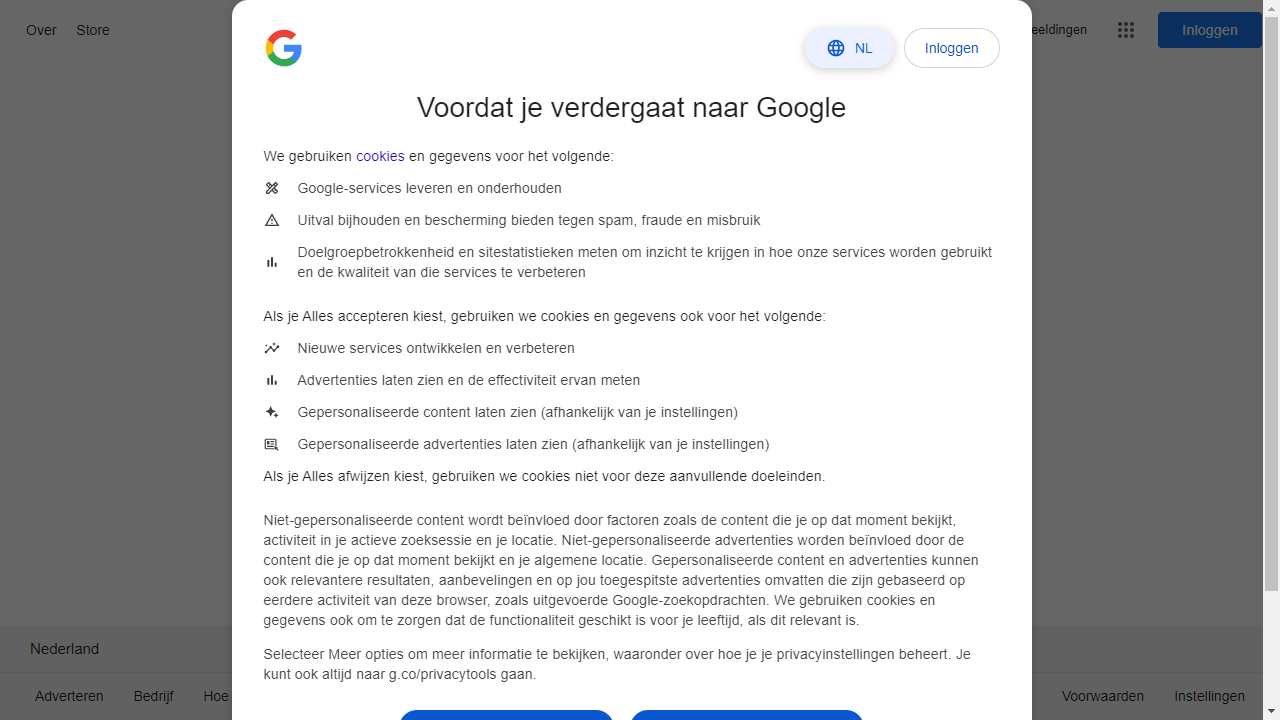 Over Store
eeldingen
Inloggen
NL
Inloggen
Voordat je verdergaat naar Google
We gebruiken cookies en gegevens voor het volgende:
Google-services leveren en onderhouden
Uitval bijhouden en bescherming bieden tegen spam, fraude en misbruik
Doelgroepbetrokkenheid en sitestatistieken meten om inzicht te krijgen in hoe onze services worden gebruikt
en de kwaliteit van die services te verbeteren
Als je Alles accepteren kiest, gebruiken we cookies en gegevens ook voor het volgende:
Nieuwe services ontwikkelen en verbeteren
Advertenties laten zien en de effectiviteit ervan meten
Gepersonaliseerde content laten zien (afhankelijk van je instellingen)
Gepersonaliseerde advertenties laten zien (afhankelijk van je instellingen)
Als je Alles afwijzen kiest, gebruiken we cookies niet voor deze aanvullende doeleinden.
Niet-gepersonaliseerde content wordt beïnvloed door factoren zoals de content die je op dat moment bekijkt,
activiteit in je actieve zoeksessie en je locatie. Niet-gepersonaliseerde advertenties worden beïnvloed door de
content die je op dat moment bekijkt en je algemene locatie. Gepersonaliseerde content en advertenties kunnen
ook relevantere resultaten, aanbevelingen en op jou toegespitste advertenties omvatten die zijn gebaseerd op
eerdere activiteit van deze browser, zoals uitgevoerde Google-zoekopdrachten. We gebruiken cookies en
gegevens ook om te zorgen dat de functionaliteit geschikt is voor je leeftijd, als dit relevant is.
Selecteer Meer opties om meer informatie te bekijken, waaronder over hoe je je privacyinstellingen beheert. Je
kunt ook altijd naar g.co/privacytools gaan.
Nederland
Adverteren Bedrijf Hoe
Voorwaarden Instellingen